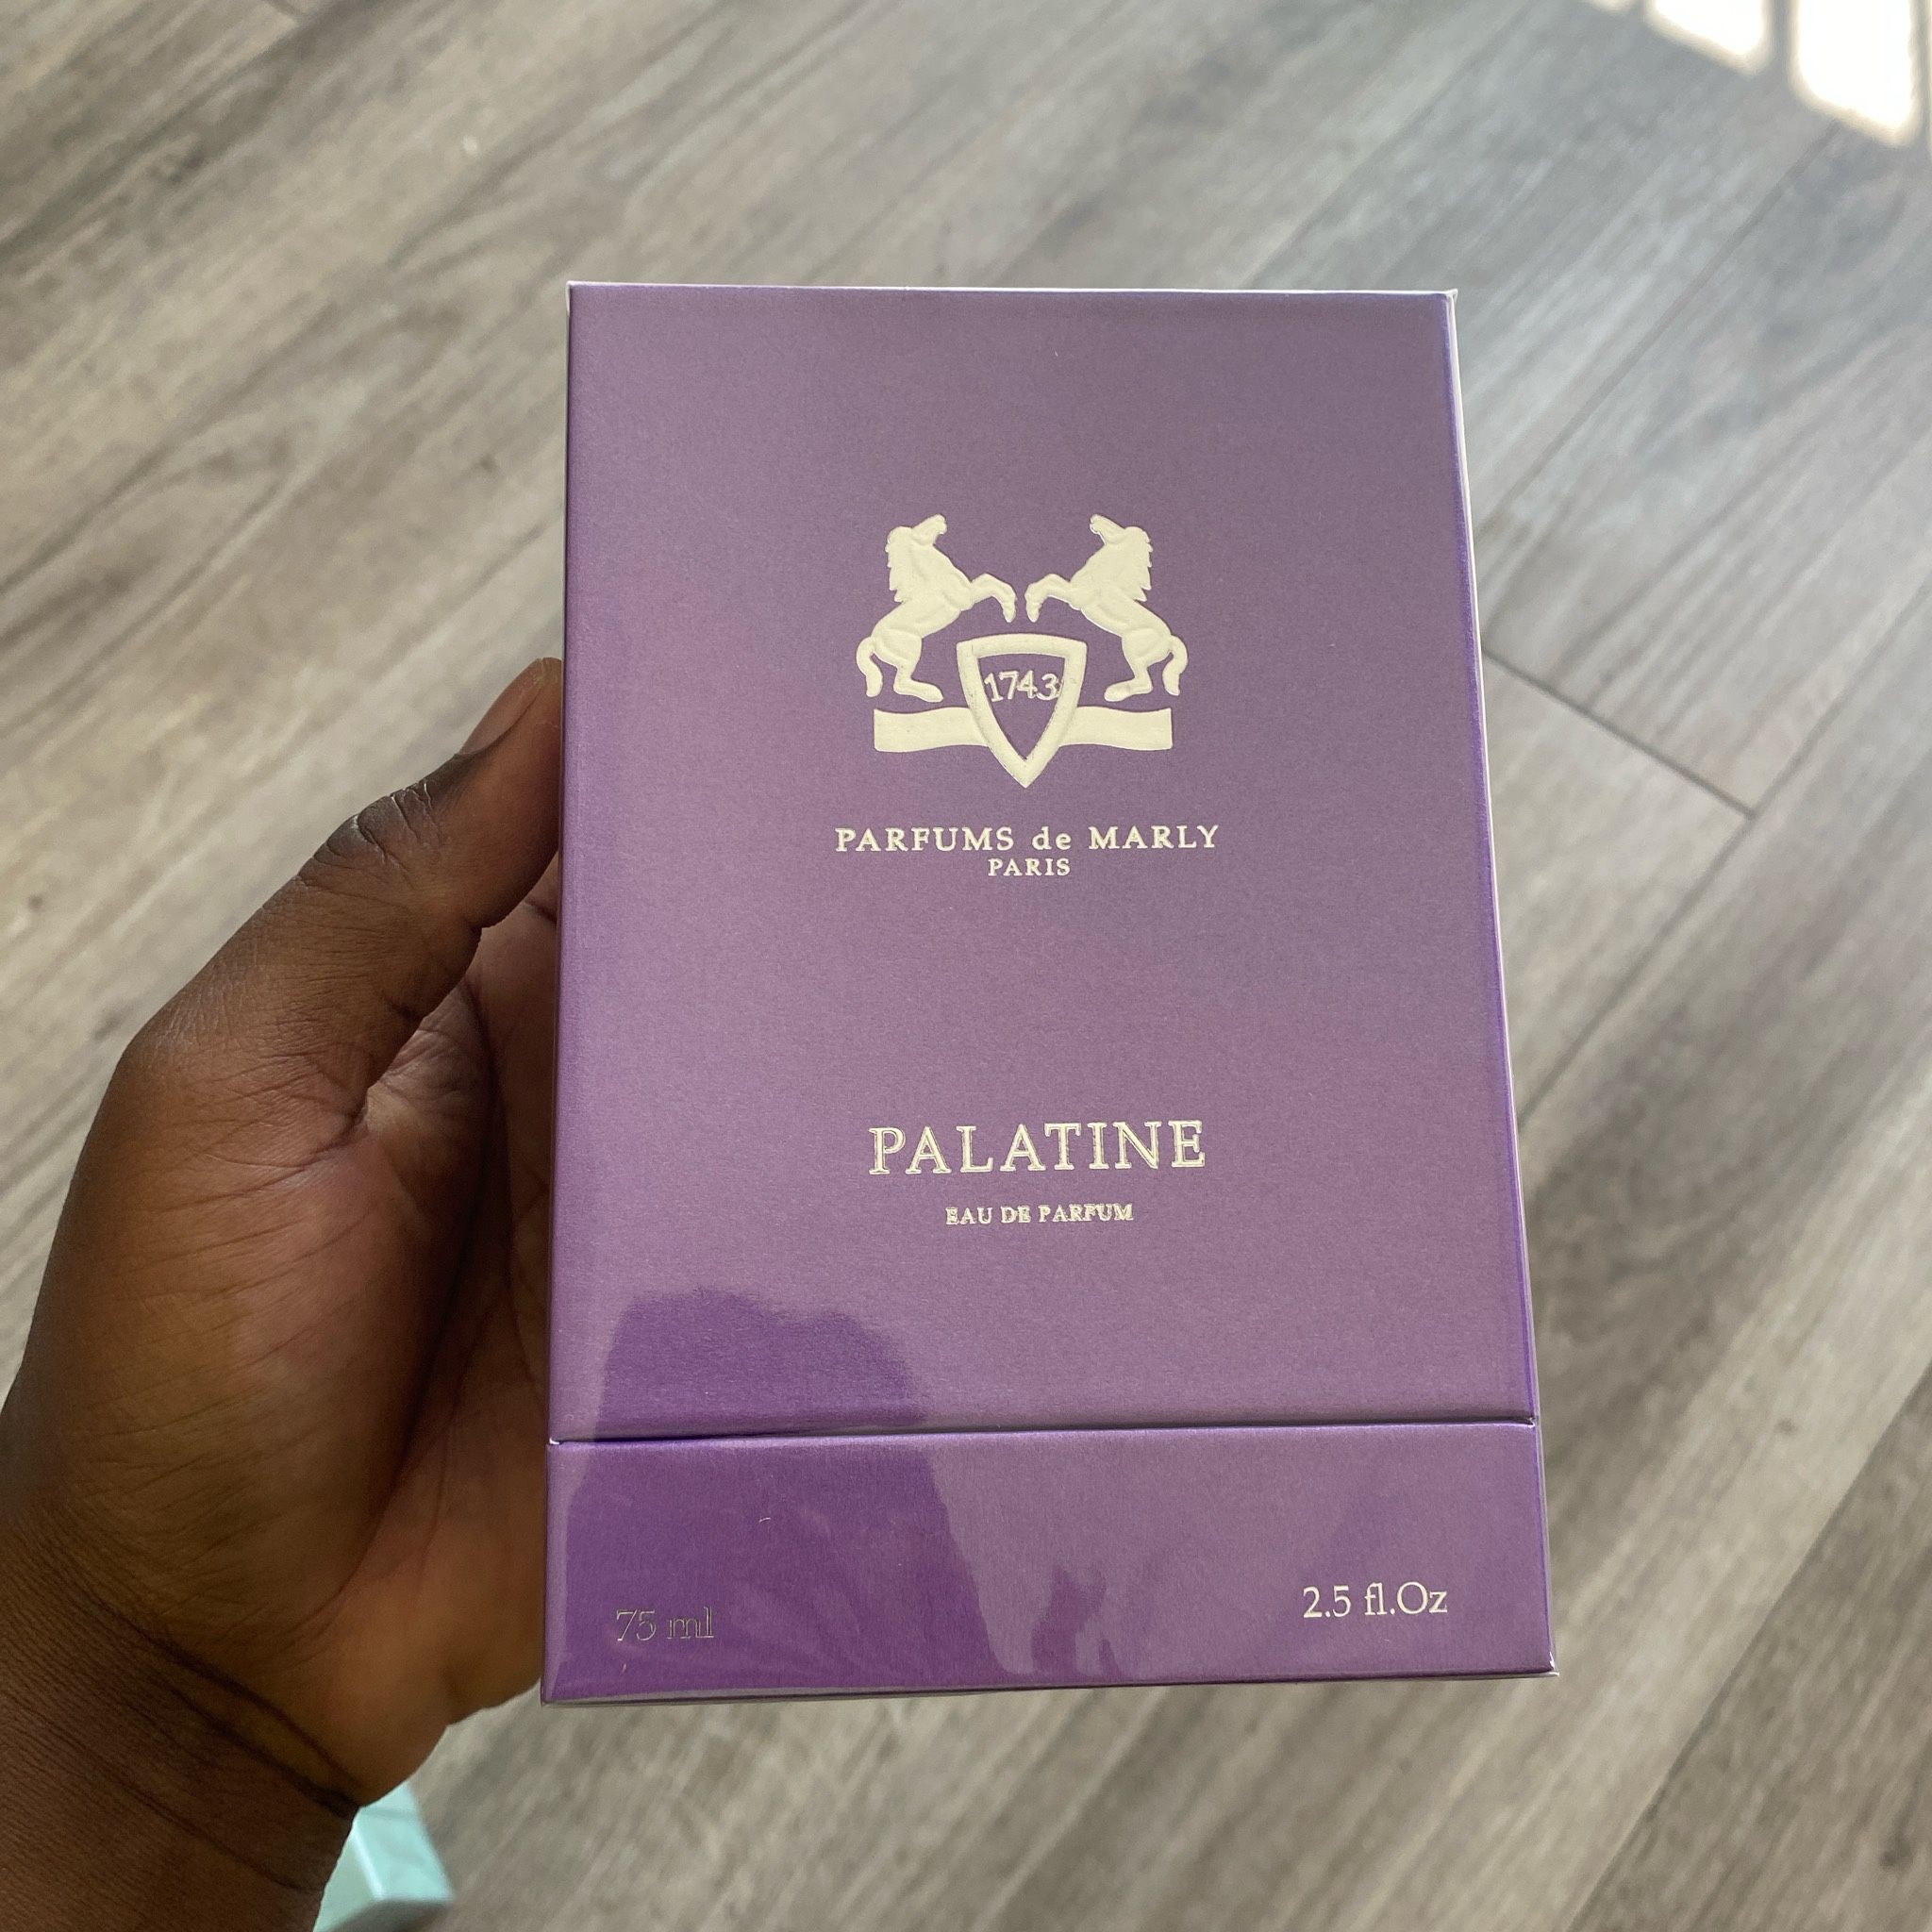 1743
PARFUMS de MARLY
PARIS
PALATINE
EAU DE PARFUM
75 ml
2.5 fl.Oz